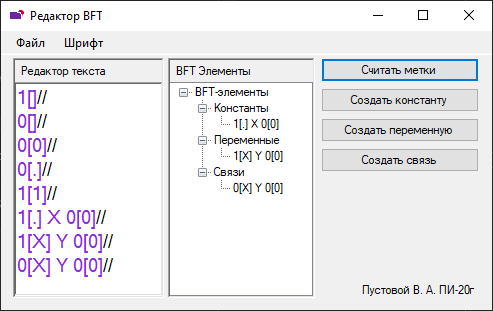 Редактор BFT
Файл Шрифт
Редактор текста
1[]//
0[]//
0[0]//
0[.]//
1[1]//
1[.] X 0[0]//
1[X] Y 0[0]//
0[X] Y 0[0]//
BFT Элементы
BFT-элементы
Константы
1[.] X 0[0]
Переменные
1[X] Y 0[0]
Связи
0[X] Y 0[0]
Считать метки
Создать константу
Создать переменную
Создать связь
Пустовой В. А. ПИ-20г